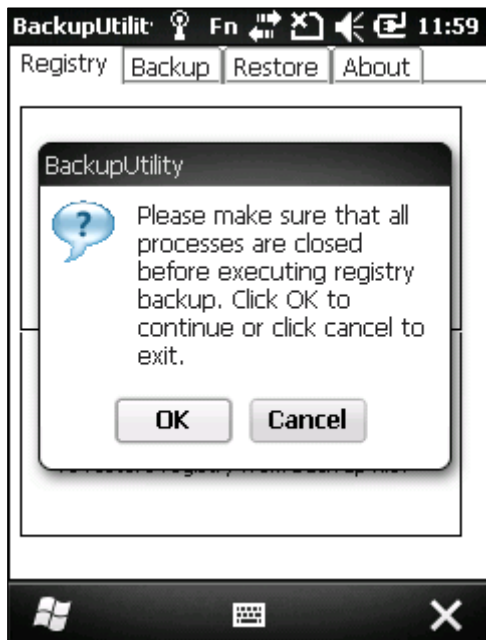 BackupUtilit Fn 11:59
Registry Backup Restore About
BackupUtility
Please make sure that all
processes are closed
before executing registry
backup. Click OK to
continue or click cancel to
exit.
OK Cancel